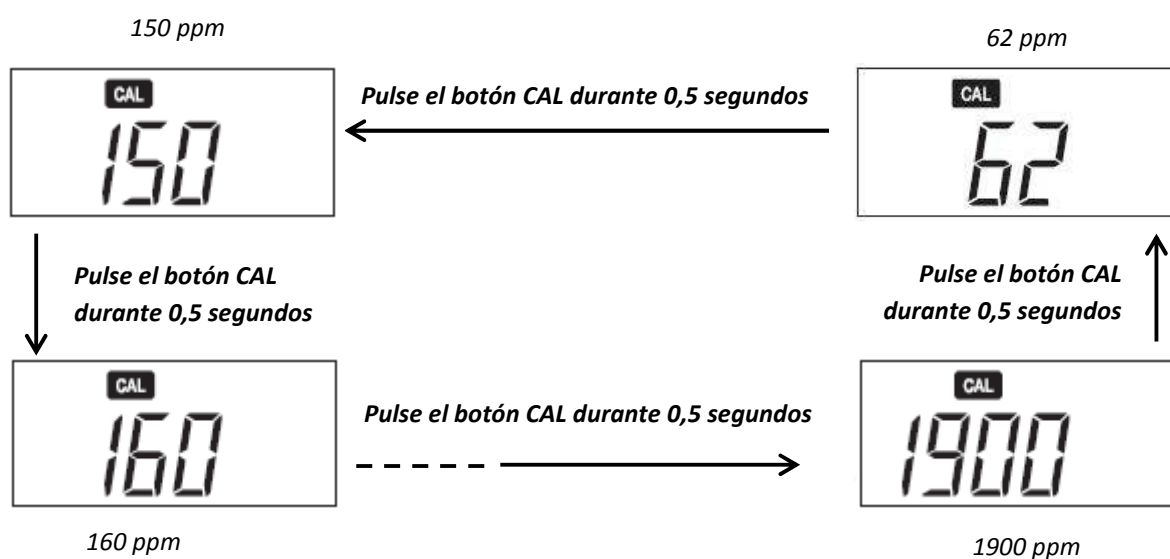 150 ppm
62 ppm
CAL
150
Pulse el botón CAL durante 0,5 segundos
CAL
62
Pulse el botón CAL
durante 0,5 segundos
Pulse el botón CAL
durante 0,5 segundos
CAL
160
Pulse el botón CAL durante 0,5 segundos
CAL
1900
160 ppm
1900 ppm